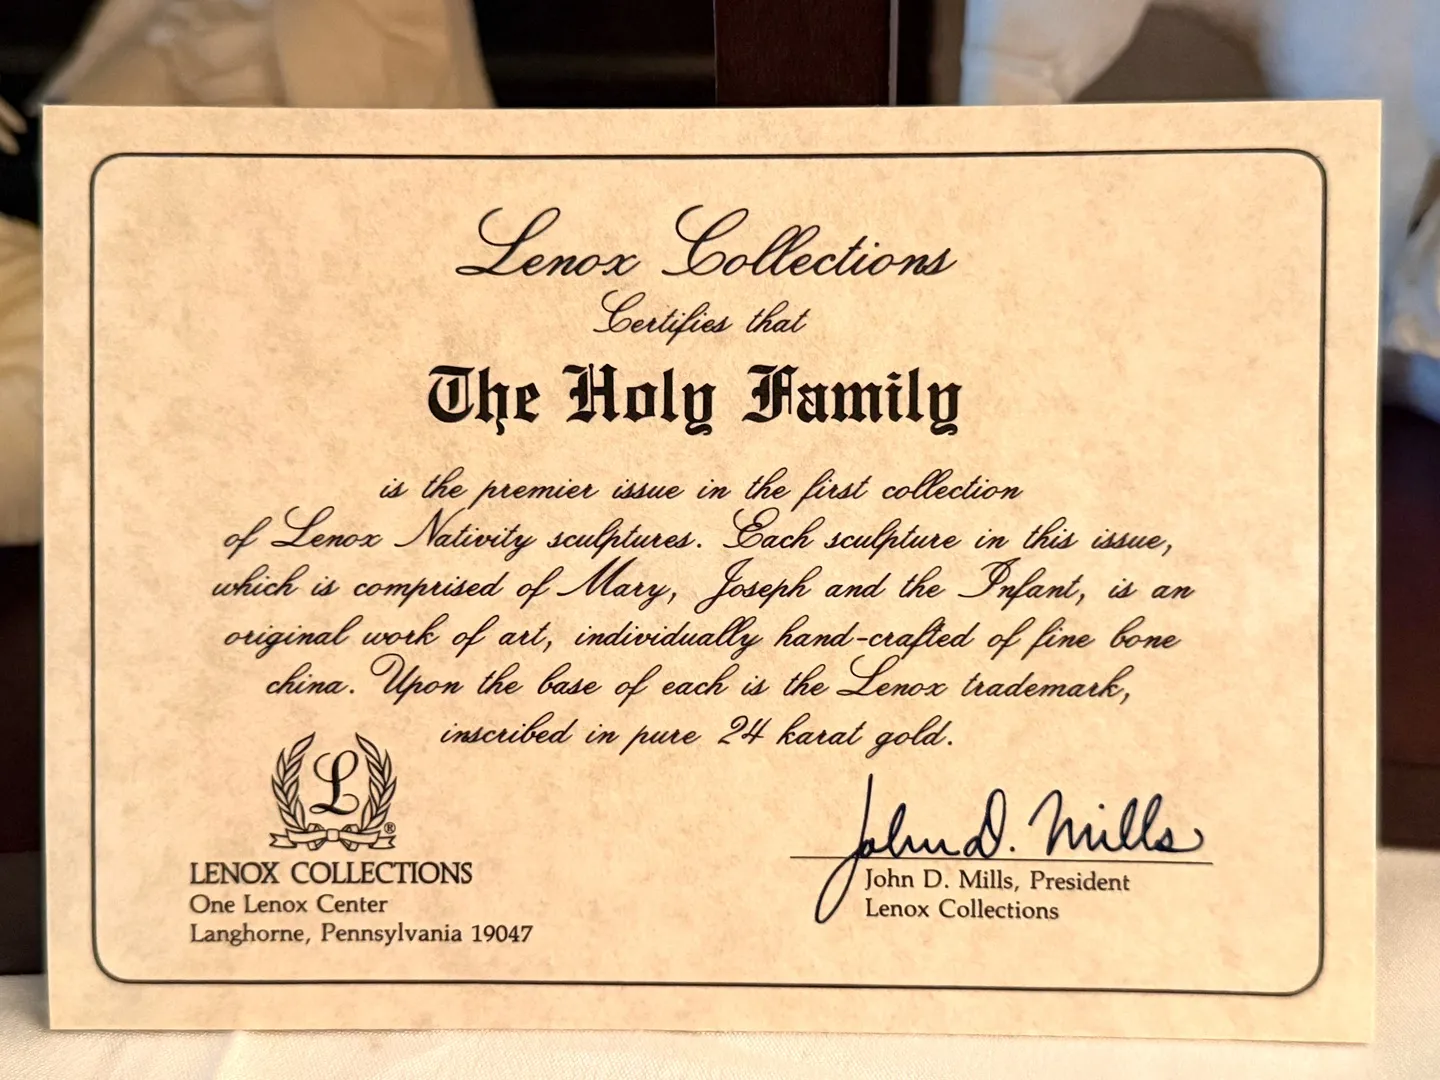 Lenox Collections
Certifies that
The Holy Family
is the premier issue in the first collection
of Lenox Nativity sculptures. Each sculpture in this issue,
which is comprised of Mary, Joseph and the Infant, is an
original work of art, individually hand-crafted of fine bone
china. Upon the base of each is the Lenox trademark,
inscribed in pure 24 karat gold.
L
®
LENOX COLLECTIONS
One Lenox Center
Langhorne, Pennsylvania 19047
John D. Mills
John D. Mills, President
Lenox Collections